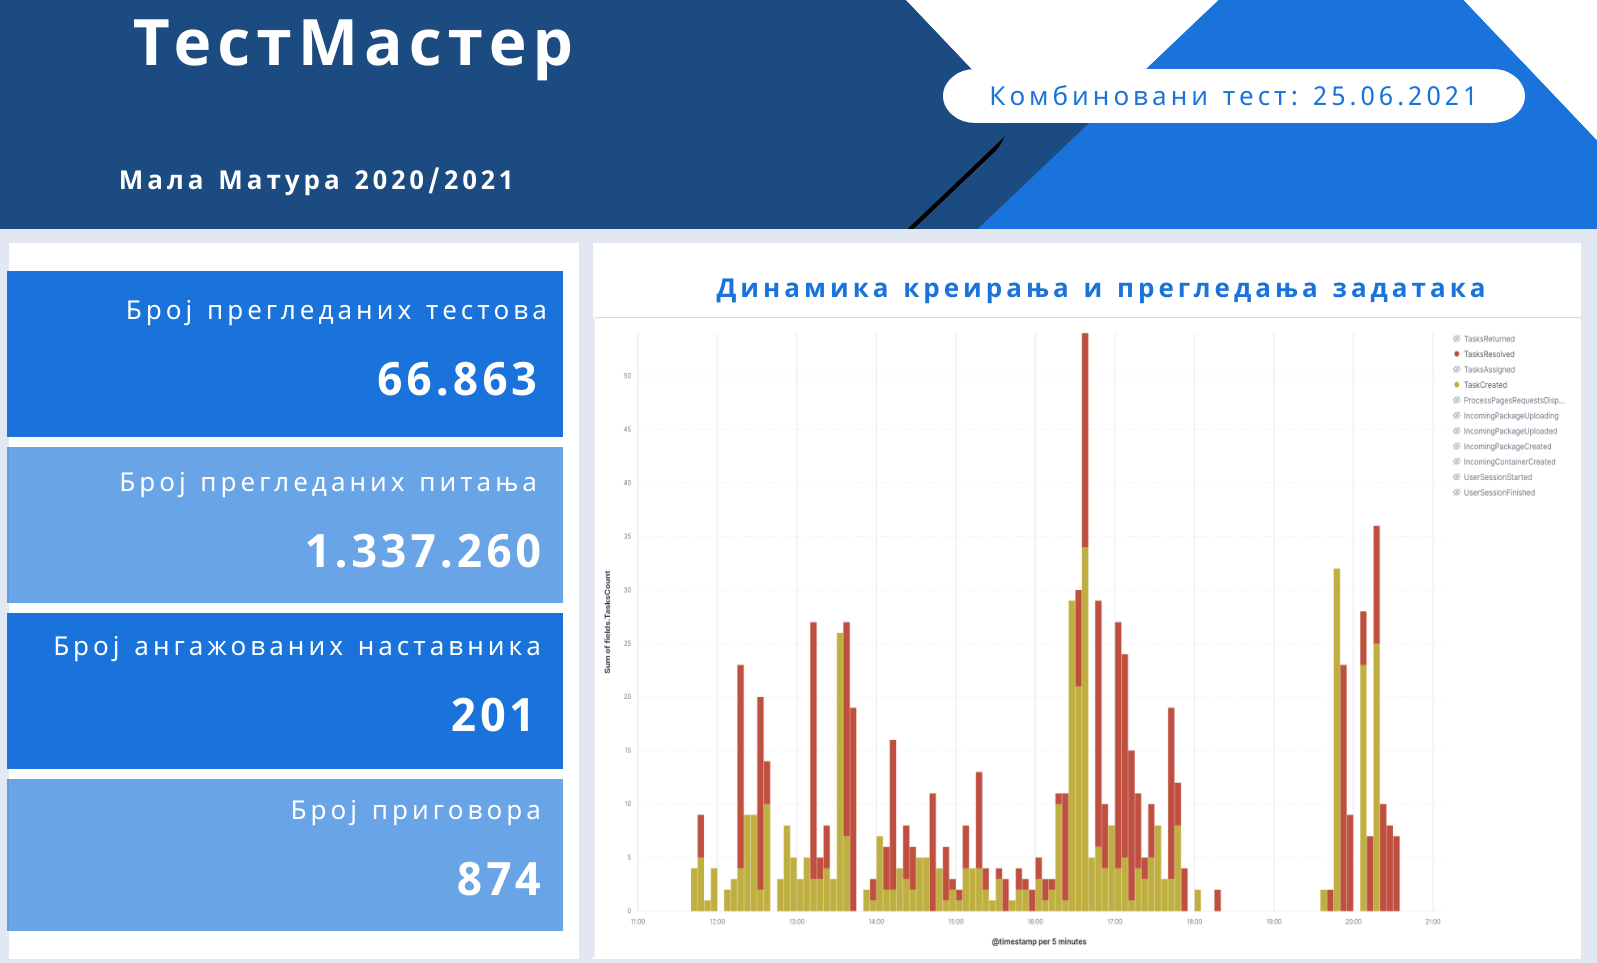 ТестМастер
Комбиновани тест: 25.06.2021
Мала Матура 2020/2021
Број прегледаних тестова
66.863
Број прегледаних питања
1.337.260
Број ангажованих наставника
201
Број приговора
874
Динамика креирања и прегледања задатака
TasksReturned
TasksResolved
TasksAssigned
TaskCreated
ProcessPagesRequestsDisp...
IncomingPackageUploading
IncomingPackageUploaded
IncomingPackageCreated
IncomingContainerCreated
UserSessionStarted
UserSessionFinished
Sum of fields.TasksCount
50
45
40
35
30
25
20
15
10
5
0
11:00 12:00 13:00 14:00 15:00 16:00 17:00 18:00 19:00 20:00 21:00
@timestamp per 5 minutes